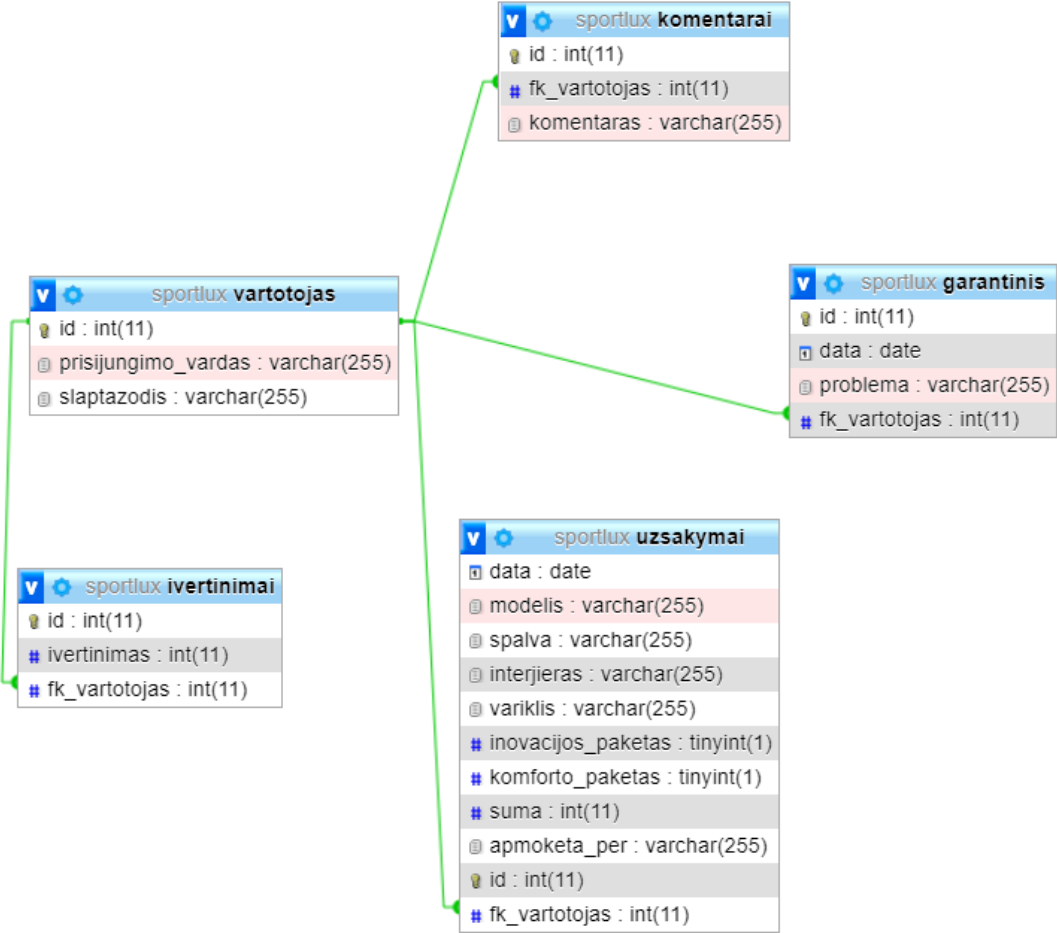 v sportlux komentarai
id : int(11)
# fk_vartotojas : int(11)
komentaras : varchar(255)
v sportlux vartotojas
id : int(11)
prisijungimo_vardas : varchar(255)
slaptazodis : varchar(255)
v sportlux garantinis
id : int(11)
data : date
problema : varchar(255)
# fk_vartotojas : int(11)
v sportlux ivertinimai
id : int(11)
# ivertinimas : int(11)
# fk_vartotojas : int(11)
v sportlux uzsakymai
data : date
modelis : varchar(255)
spalva : varchar(255)
interjieras : varchar(255)
variklis : varchar(255)
# inovacijos_paketas : tinyint(1)
# komforto_paketas : tinyint(1)
# suma : int(11)
apmoketa_per : varchar(255)
id : int(11)
# fk_vartotojas : int(11)